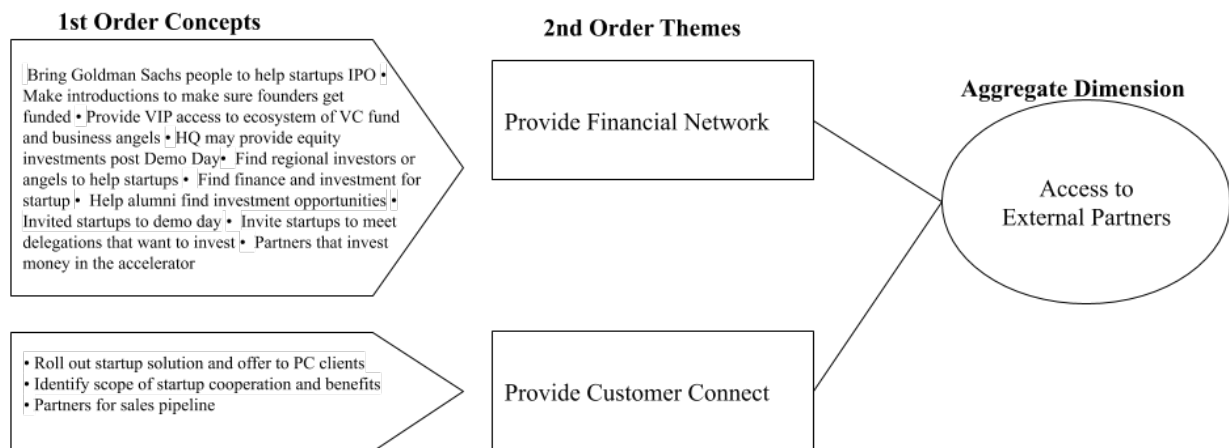 1st Order Concepts
Bring Goldman Sachs people to help startups IPO •
Make introductions to make sure founders get
funded • Provide VIP access to ecosystem of VC fund
and business angels • HQ may provide equity
investments post Demo Day• Find regional investors or
angels to help startups • Find finance and investment for
startup • Help alumni find investment opportunities •
Invited startups to demo day • Invite startups to meet
delegations that want to invest • Partners that invest
money in the accelerator
• Roll out startup solution and offer to PC clients
• Identify scope of startup cooperation and benefits
• Partners for sales pipeline
2nd Order Themes
Provide Financial Network
Provide Customer Connect
Aggregate Dimension
Access to
External Partners